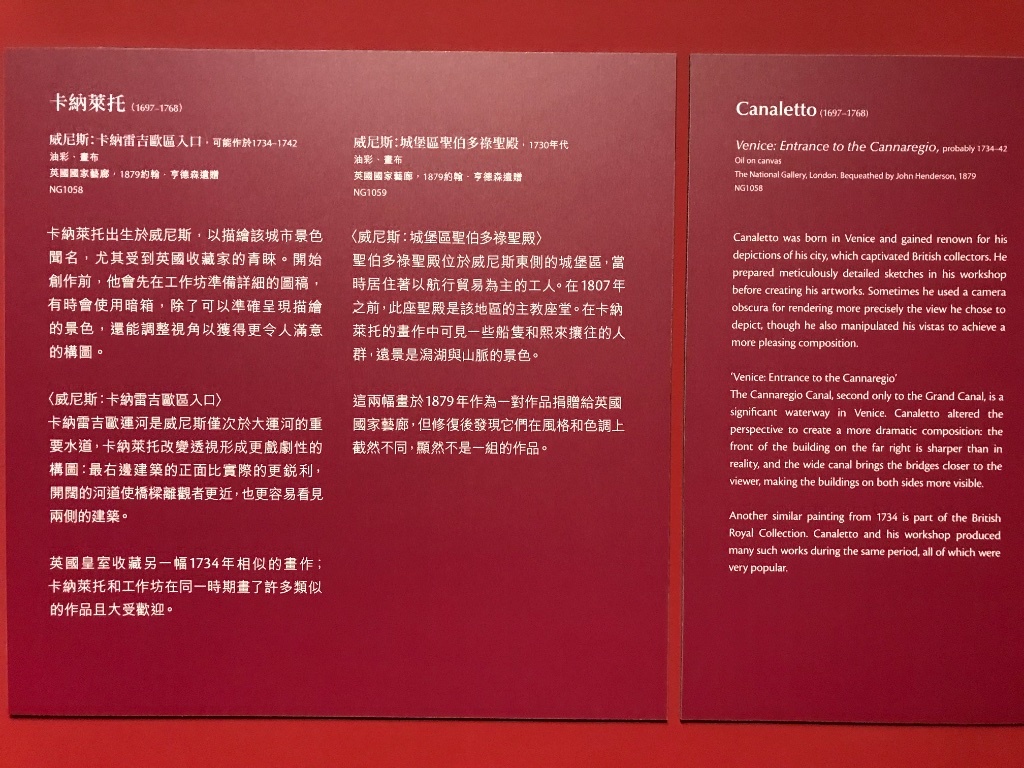 卡納萊托 (1697–1768)
威尼斯：卡納雷吉歐區入口，可能作於1734–1742
油彩、畫布
英國國家藝廊，1879約翰．亨德森遺贈
NG1058
卡納萊托出生於威尼斯，以描繪該城市景色
聞名，尤其受到英國收藏家的青睞。開始
創作前，他會先在工作坊準備詳細的圖稿，
有時會使用暗箱，除了可以準確呈現描繪
的景色，還能調整視角以獲得更令人滿意
的構圖。
〈威尼斯：卡納雷吉歐區入口〉
卡納雷吉歐運河是威尼斯僅次於大運河的重
要水道，卡納萊托改變透視形成更戲劇性的
構圖：最右邊建築的正面比實際的更銳利，
開闊的河道使橋樑離觀者更近，也更容易看見
兩側的建築。
英國皇室收藏另一幅1734年相似的畫作；
卡納萊托和工作坊在同一時期畫了許多類似
的作品且大受歡迎。
威尼斯：城堡區聖伯多祿聖殿，1730年代
油彩、畫布
英國國家藝廊，1879約翰．亨德森遺贈
NG1059
〈威尼斯：城堡區聖伯多祿聖殿〉
聖伯多祿聖殿位於威尼斯東側的城堡區，當
時居住著以航行貿易為主的工人。在1807年
之前，此座聖殿是該地區的主教座堂。在卡納
萊托的畫作中可見一些船隻和熙來攘往的人
群，遠景是潟湖與山脈的景色。
這兩幅畫於1879年作為一對作品捐贈給英國
國家藝廊，但修復後發現它們在風格和色調上
截然不同，顯然不是一組的作品。
Canaletto (1697–1768)
Venice: Entrance to the Cannaregio, probably 1734–42
Oil on canvas
The National Gallery, London. Bequeathed by John Henderson, 1879
NG1058
Canaletto was born in Venice and gained renown for his
depictions of his city, which captivated British collectors. He
prepared meticulously detailed sketches in his workshop
before creating his artworks. Sometimes he used a camera
obscura for rendering more precisely the view he chose to
depict, though he also manipulated his vistas to achieve a
more pleasing composition.
‘Venice: Entrance to the Cannaregio’
The Cannaregio Canal, second only to the Grand Canal, is a
significant waterway in Venice. Canaletto altered the
perspective to create a more dramatic composition: the
front of the building on the far right is sharper than in
reality, and the wide canal brings the bridges closer to the
viewer, making the buildings on both sides more visible.
Another similar painting from 1734 is part of the British
Royal Collection. Canaletto and his workshop produced
many such works during the same period, all of which were
very popular.